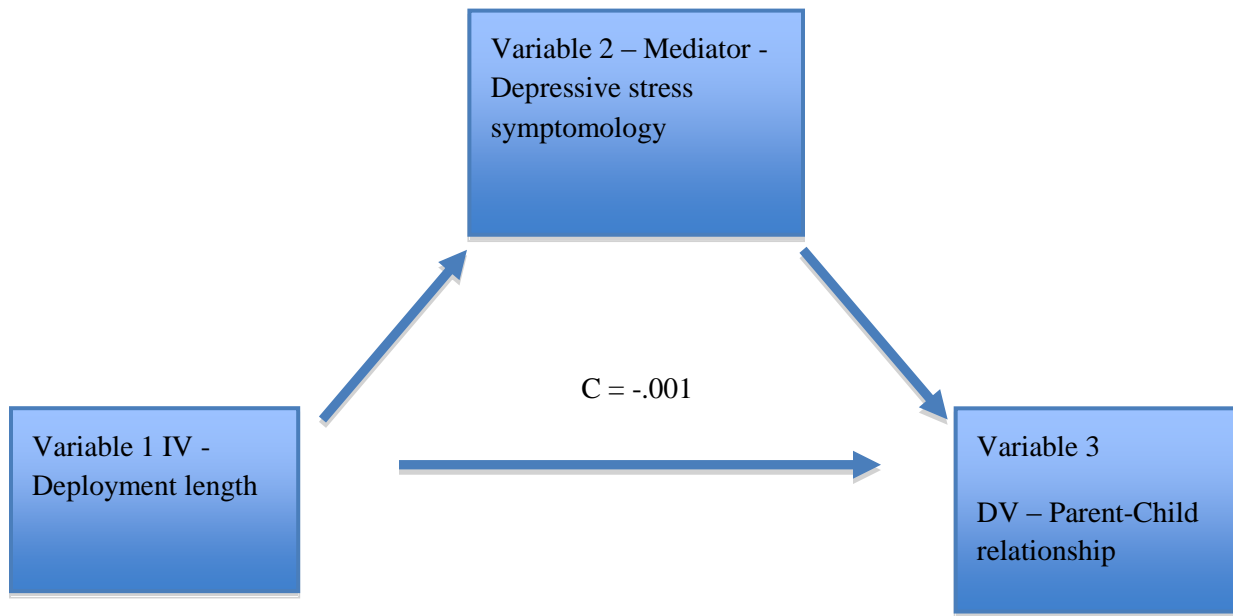 Variable 2 – Mediator -
Depressive stress
symptomology
C = -.001
Variable 1 IV -
Deployment length
Variable 3
DV – Parent-Child
relationship